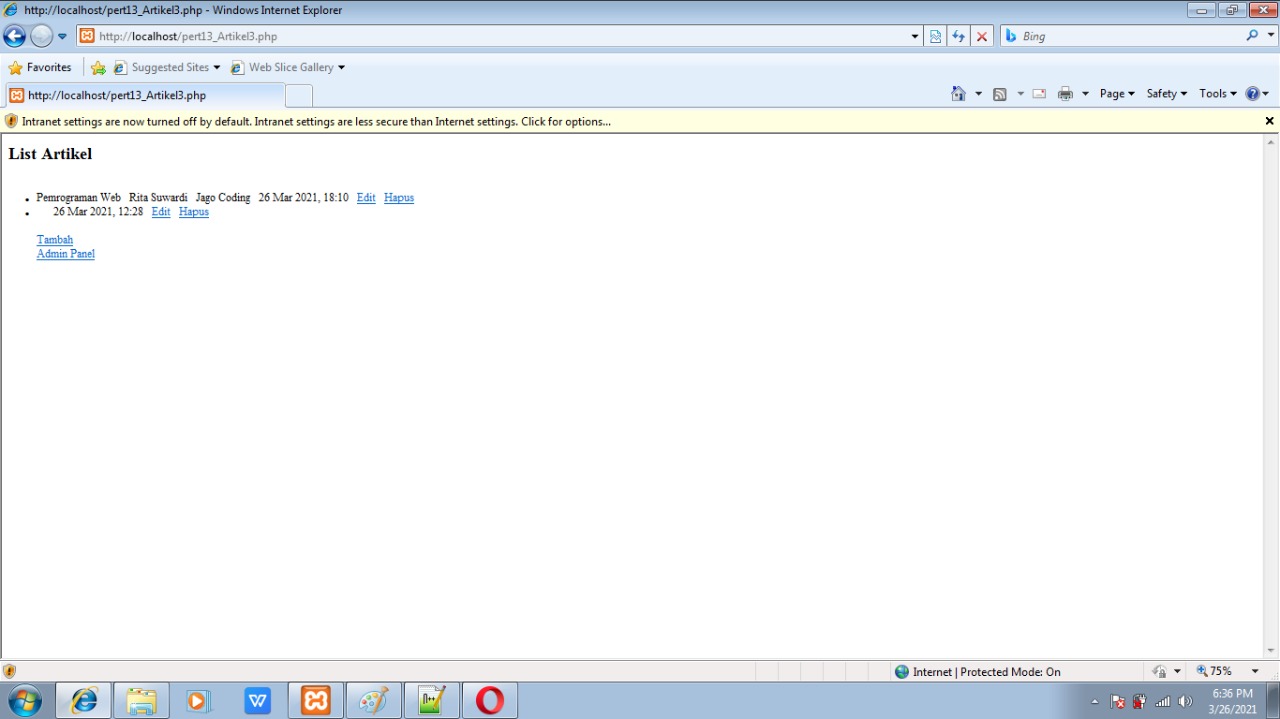 http://localhost/pert13_Artikel3.php - Windows Internet Explorer
http://localhost/pert13_Artikel3.php
Bing
Favorites
Suggested Sites
Web Slice Gallery
http://localhost/pert13_Artikel3.php
Page
Safety
Tools
Intranet settings are now turned off by default. Intranet settings are less secure than Internet settings. Click for options...
List Artikel
Pemrograman Web Rita Suwardi Jago Coding 26 Mar 2021, 18:10 Edit Hapus
26 Mar 2021, 12:28 Edit Hapus
Tambah
Admin Panel
Internet | Protected Mode: On
75%
6:36 PM
3/26/2021